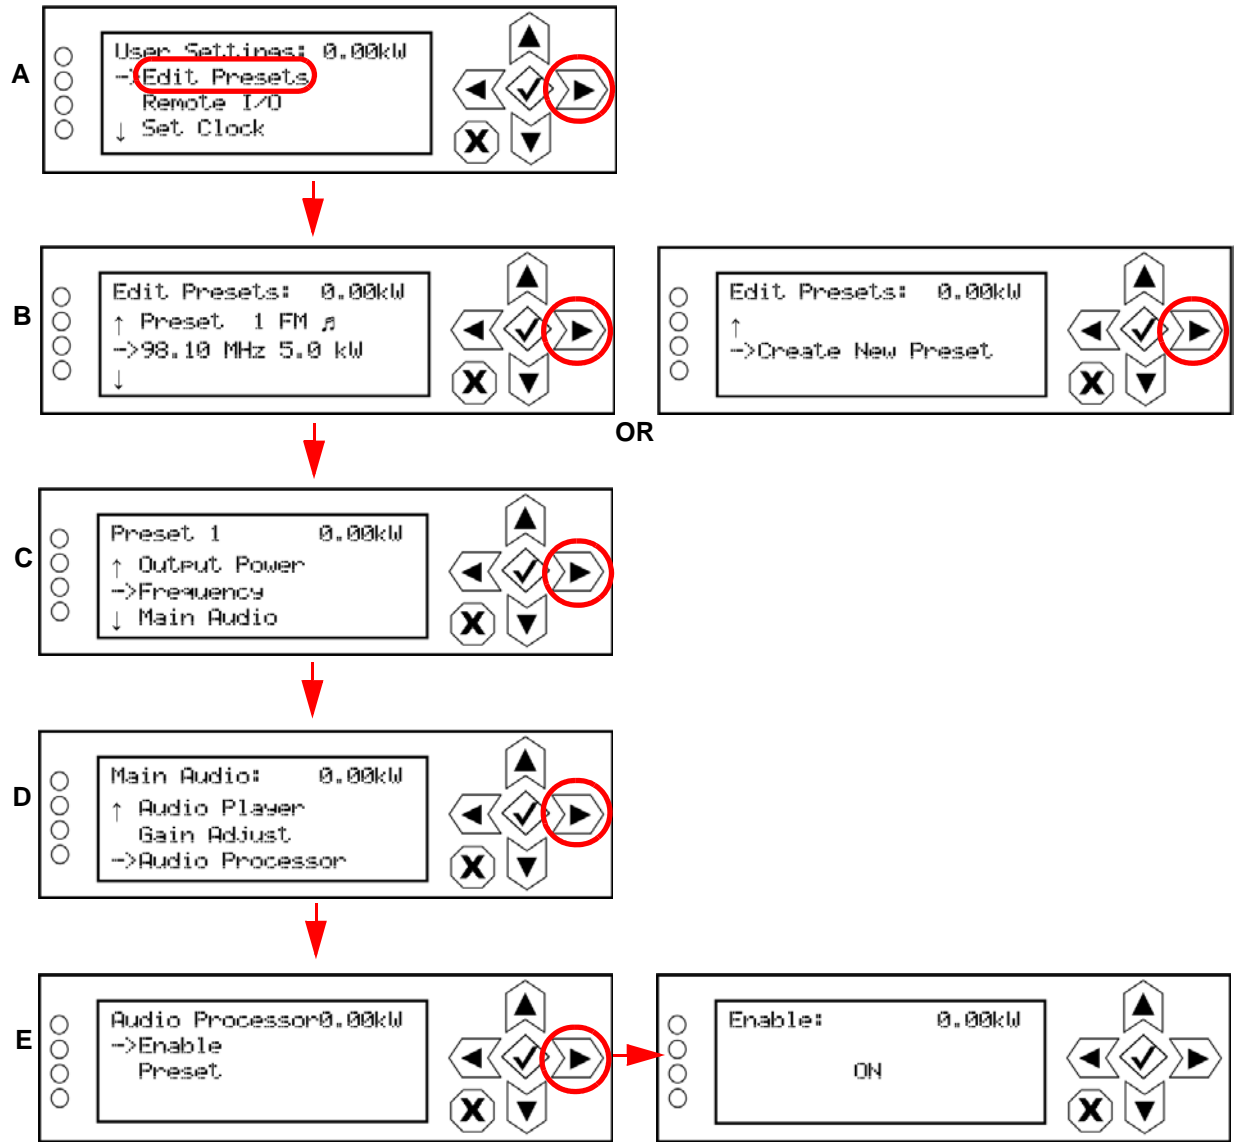 A
User Settings: 0.00kW
->Edit Presets
Remote I/O
↓ Set Clock
X
B
Edit Presets: 0.00kW
↑ Preset 1 FM ♬
->98.10 MHz 5.0 kW
↓
X
OR
Edit Presets: 0.00kW
↑
->Create New Preset
X
C
Preset 1 0.00kW
↑ Output Power
->Frequency
↓ Main Audio
X
D
Main Audio: 0.00kW
↑ Audio Player
Gain Adjust
->Audio Processor
X
E
Audio Processor0.00kW
->Enable
Preset
X
Enable: 0.00kW
ON
X